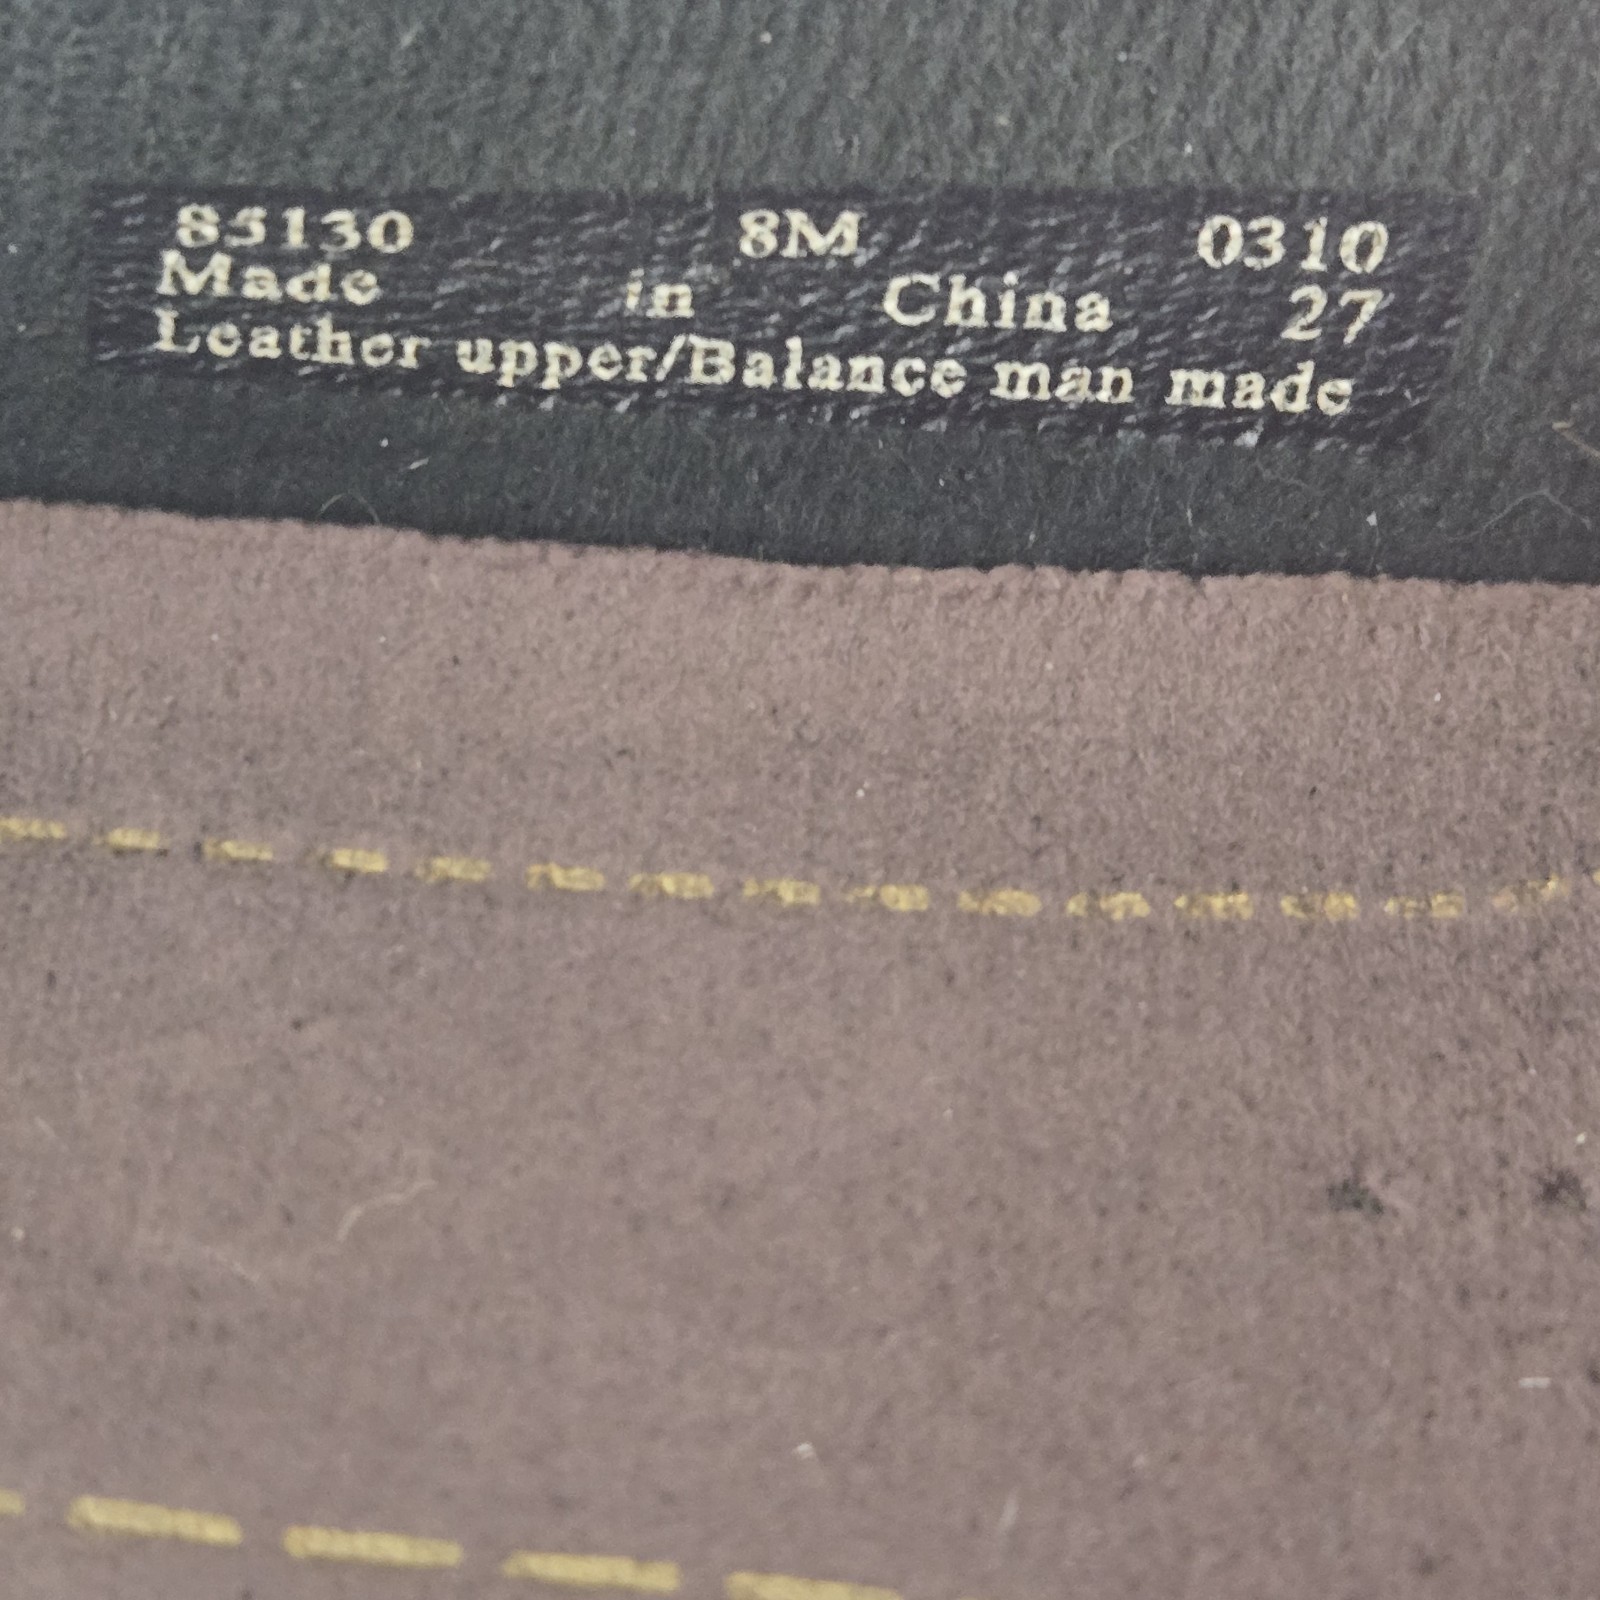 85130 8M 0310
Made in China 27
Leather upper/Balance man made